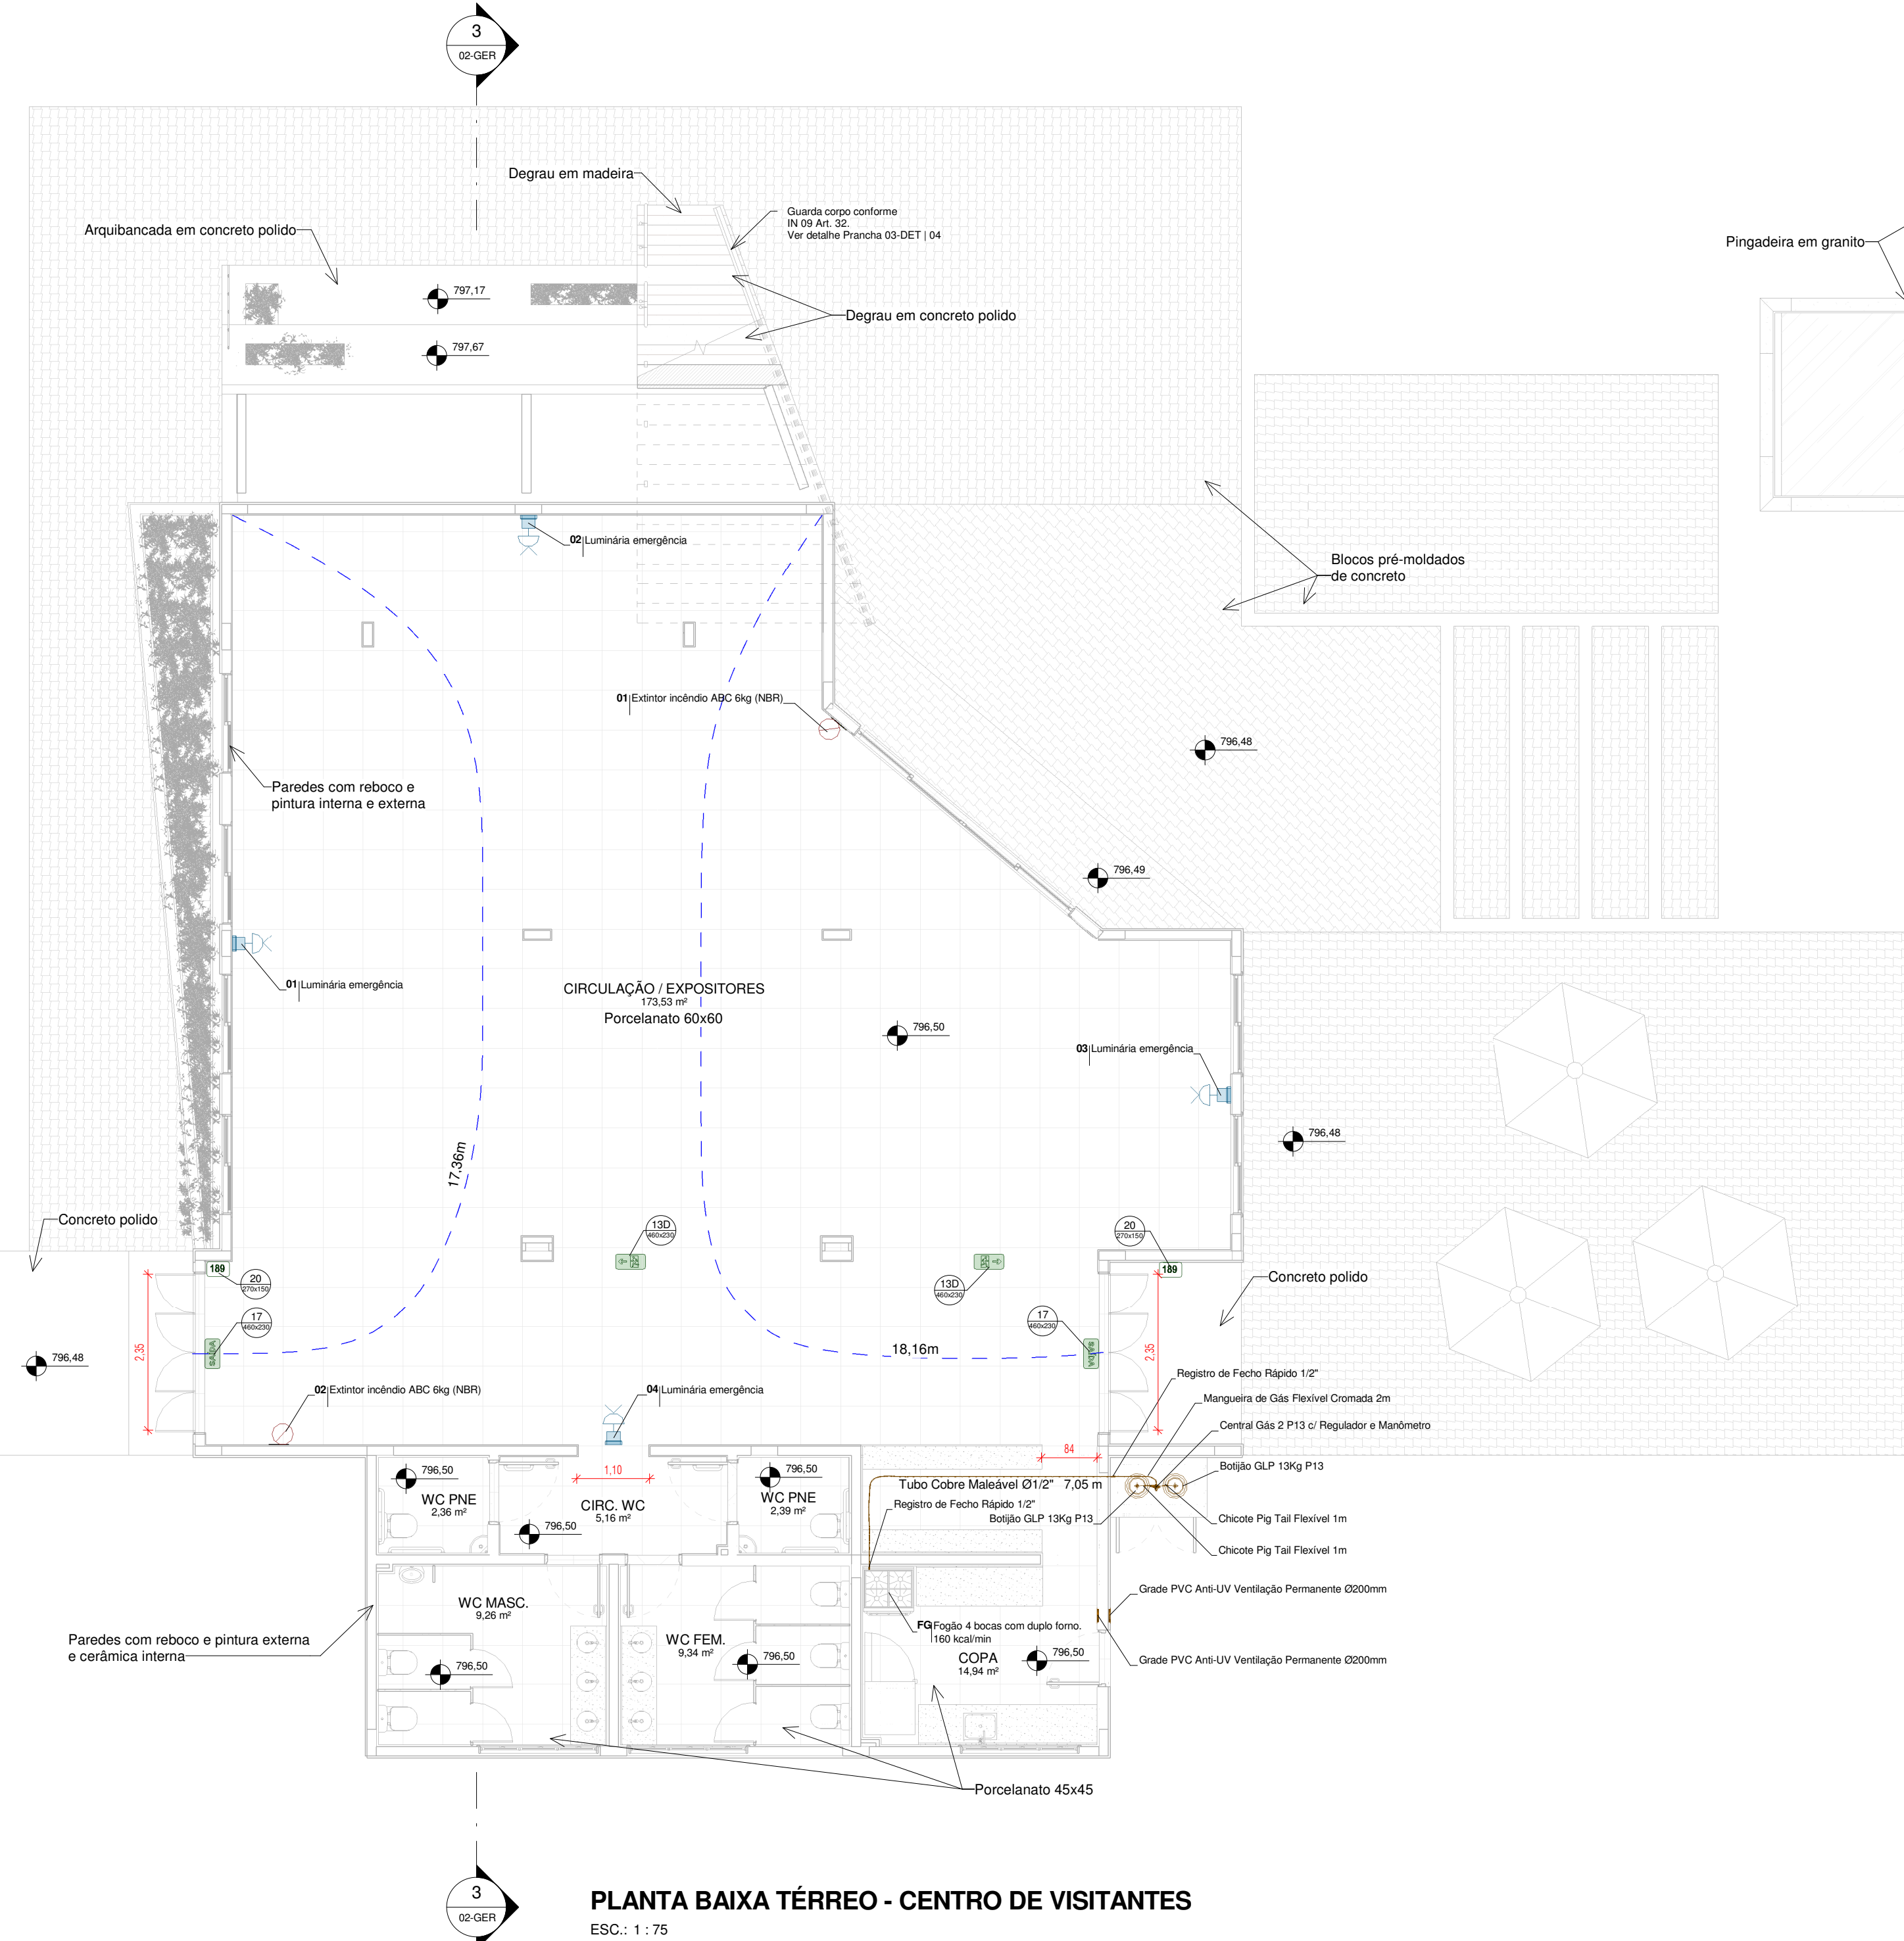 3
02-GER
Degrau em madeira
Guarda corpo conforme
IN 09 Art. 32.
Ver detalhe Prancha 03-DET | 04
Arquibancada em concreto polido
Pingadeira em granito
797,17
Degrau em concreto polido
797,67
02 Luminária emergência
Blocos pré-moldados
de concreto
01 Extintor incêndio ABC 6kg (NBR)
796,48
Paredes com reboco e
pintura interna e externa
796,49
01 Luminária emergência
CIRCULAÇÃO / EXPOSITORES
173,53 m²
Porcelanato 60x60
796,50
03 Luminária emergência
796,48
17.36m
Concreto polido
13D
460x230
20
270x150
189
20
270x150
189
13D
460x230
Concreto polido
17
460x230
SAÍDA
17
460x230
SAÍDA
2,35
2,35
796,48
18,16m
Registro de Fecho Rápido 1/2"
02 Extintor incêndio ABC 6kg (NBR)
04 Luminária emergência
Mangueira de Gás Flexível Cromada 2m
Central Gás 2 P13 c/ Regulador e Manômetro
84
Botijão GLP 13Kg P13
796,50
1,10
796,50
Tubo Cobre Maleável Ø1/2" 7,05 m
WC PNE
2,36 m²
CIRC. WC
5,16 m²
WC PNE
2,39 m²
Registro de Fecho Rápido 1/2"
Botijão GLP 13Kg P13
Chicote Pig Tail Flexível 1m
796,50
Chicote Pig Tail Flexível 1m
Grade PVC Anti-UV Ventilação Permanente Ø200mm
WC MASC.
9,26 m²
FG Fogão 4 bocas com duplo forno.
160 kcal/min
WC FEM.
9,34 m²
Paredes com reboco e pintura externa
e cerâmica interna
796,50
796,50
COPA
14,94 m²
796,50
Grade PVC Anti-UV Ventilação Permanente Ø200mm
Porcelanato 45x45
3
02-GER
PLANTA BAIXA TÉRREO - CENTRO DE VISITANTES
ESC.: 1 : 75